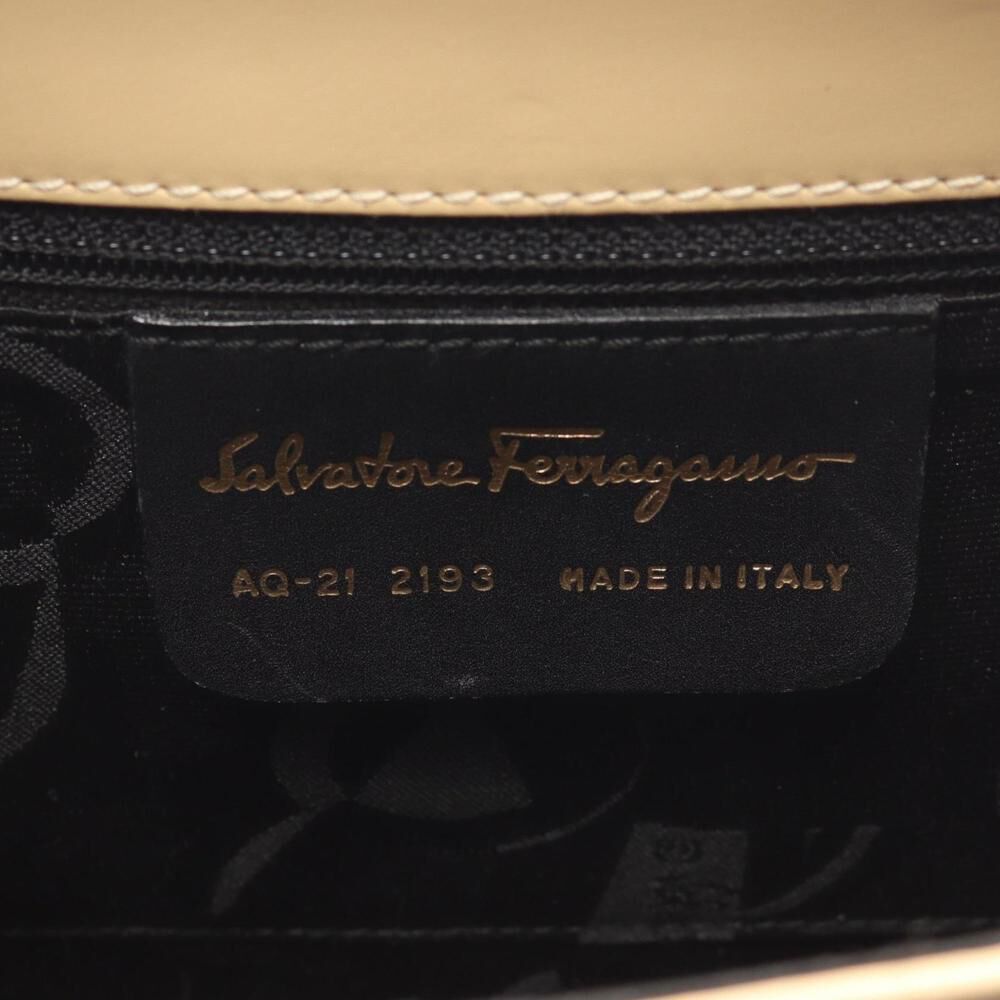 Salvatore Ferragamo
AQ-21 2193 MADE IN ITALY